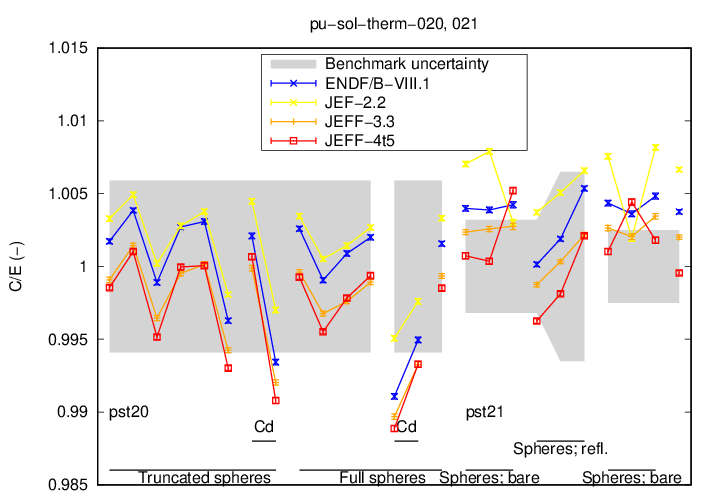 pu−sol−therm−020, 021
1.015
1.01
1.005
1
0.995
0.99
0.985
C/E (−)
Benchmark uncertainty
ENDF/B−VIII.1
JEF−2.2
JEFF−3.3
JEFF−4t5
pst20
pst21
Cd
Cd
Spheres; refl.
Truncated spheres
Full spheres
Spheres; bare
Spheres; bare